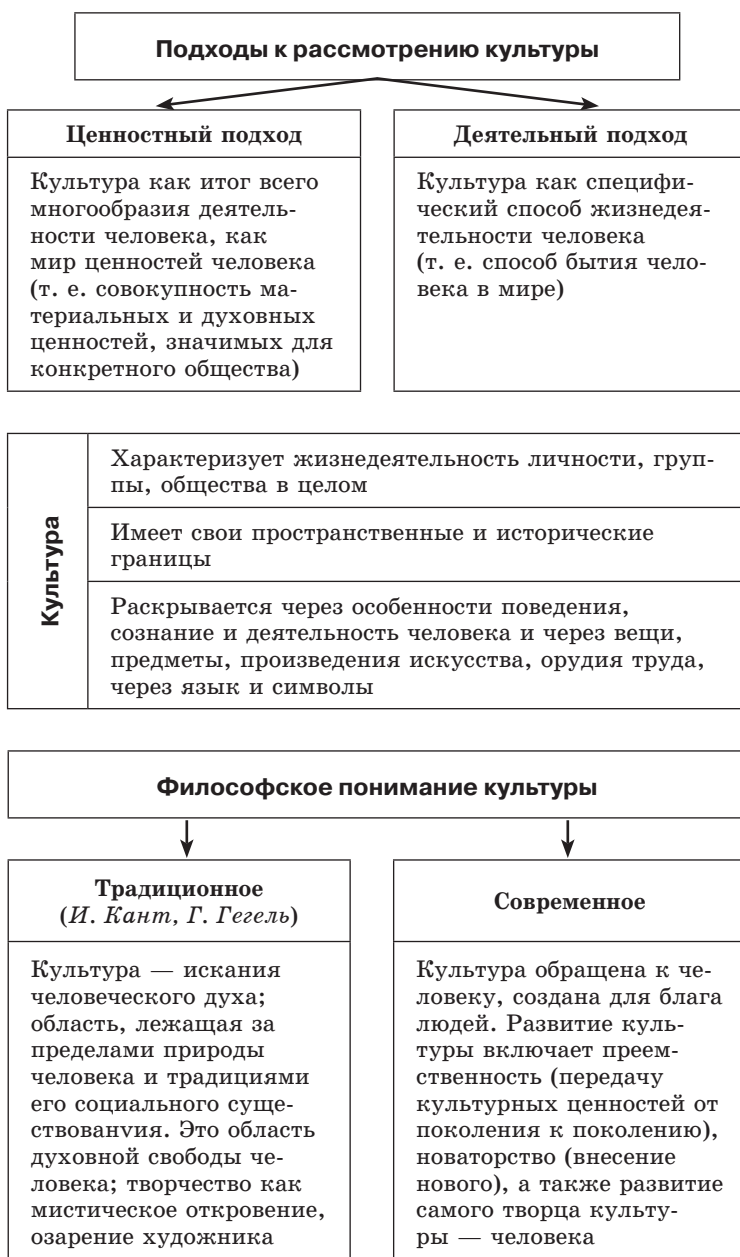 Подходы к рассмотрению культуры
Ценностный подход
Культура как итог всего
многообразия деятель-
ности человека, как
мир ценностей человека
(т. е. совокупность ма-
териальных и духовных
ценностей, значимых для
конкретного общества)
Деятельный подход
Культура как специфи-
ческий способ жизнедея-
тельности человека
(т. е. способ бытия чело-
века в мире)
Культура
Характеризует жизнедеятельность личности, груп-
пы, общества в целом
Имеет свои пространственные и исторические
границы
Раскрывается через особенности поведения,
сознание и деятельность человека и через вещи,
предметы, произведения искусства, орудия труда,
через язык и символы
Философское понимание культуры
Традиционное
(И. Кант, Г. Гегель)
Культура — искания
человеческого духа;
область, лежащая за
пределами природы
человека и традициями
его социального суще-
ствованvия. Это область
духовной свободы че-
ловека; творчество как
мистическое откровение,
озарение художника
Современное
Культура обращена к че-
ловеку, создана для блага
людей. Развитие куль-
туры включает преем-
ственность (передачу
культурных ценностей от
поколения к поколению),
новаторство (внесение
нового), а также развитие
самого творца культу-
ры — человека